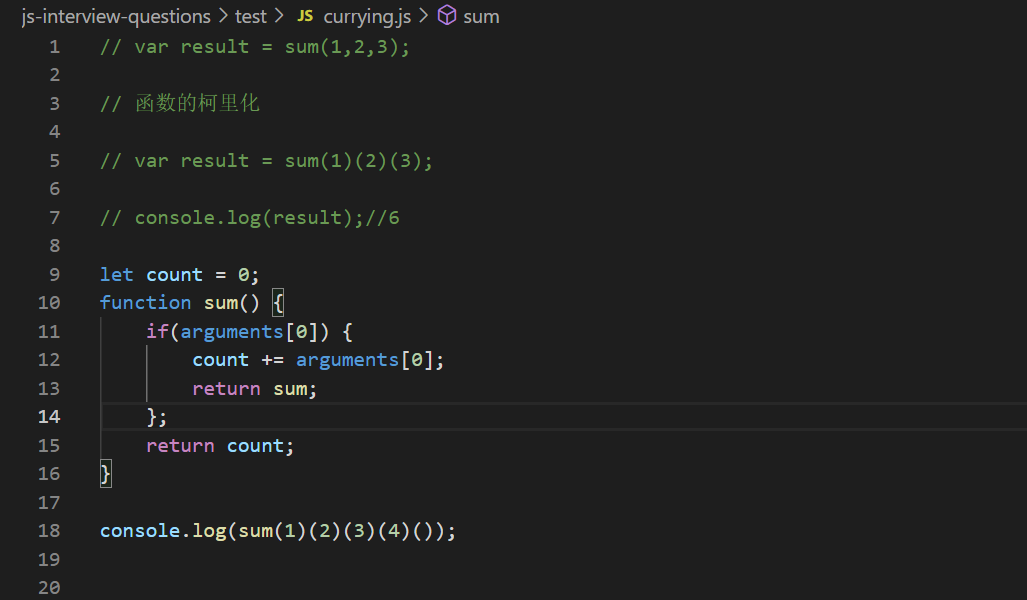 js-interview-questions > test > JS currying.js > sum
1 // var result = sum(1,2,3);
2
3 // 函数的柯里化
4
5 // var result = sum(1)(2)(3);
6
7 // console.log(result);//6
8
9 let count = 0;
10 function sum() {
11     if(arguments[0]) {
12         count += arguments[0];
13         return sum;
14     };
15     return count;
16 }
17
18 console.log(sum(1)(2)(3)(4)());
19
20